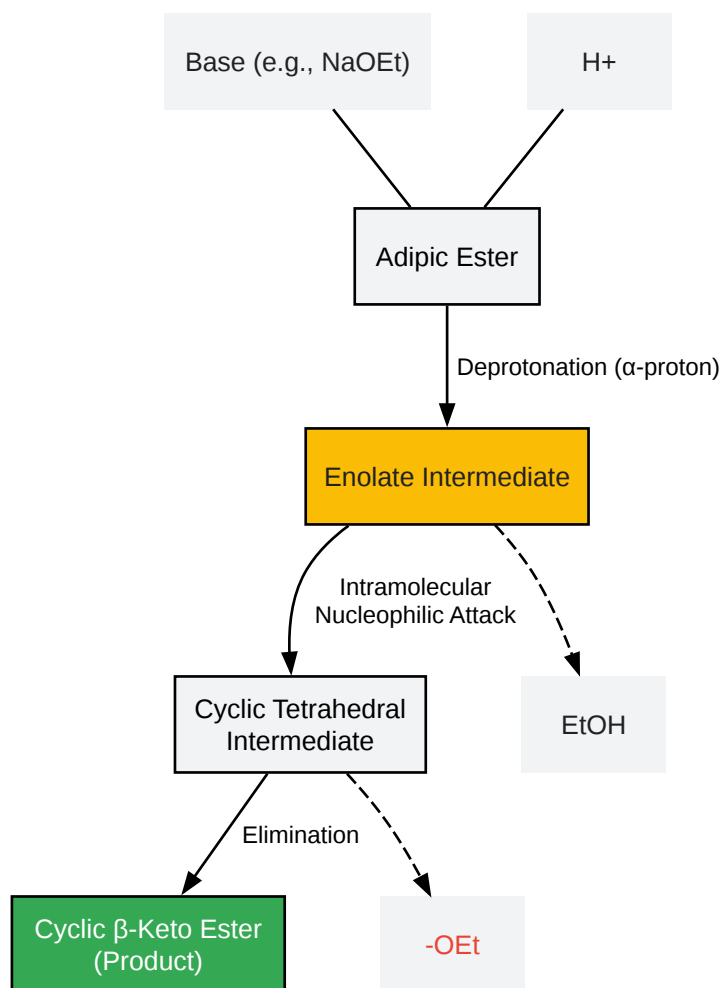 Base (e.g., NaOEt)
H+
Adipic Ester
Deprotonation (α-proton)
Enolate Intermediate
Intramolecular
Nucleophilic Attack
Cyclic Tetrahedral
Intermediate
EtOH
Elimination
Cyclic β-Keto Ester
(Product)
-OEt